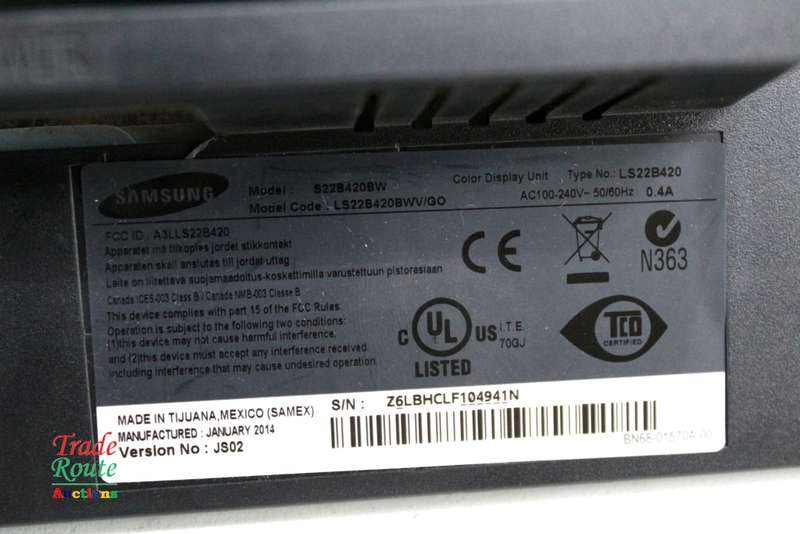 SAMSUNG
Model : S22B420BW
Model Code : LS22B420BWV/GO
Color Display Unit Type No.: LS22B420
AC100-240V~ 50/60Hz 0.4A
FCC ID : A3LLS22B420
Apparatet må tilkoples jordet stikkontakt
Apparaten skall anslutas till jordat uttag
Laite on liitettävä suojamaadoitus-koskettimilla varustettuun pistorasiaan
Canada ICES-003 Class B / Canada NMB-003 Classe B
This device complies with part 15 of the FCC Rules.
Operation is subject to the following two conditions:
(1)this device may not cause harmful interference,
and (2)this device must accept any interference received,
including interference that may cause undesired operation.
CE
N363
C UL US I.T.E.
70GJ
LISTED
TCO
CERTIFIED
MADE IN TIJUANA,MEXICO (SAMEX)
MANUFACTURED : JANUARY 2014
Version No : JS02
S/N : Z6LBHCLF104941N
BN68-01570A-00
Trade
Route
Auctions